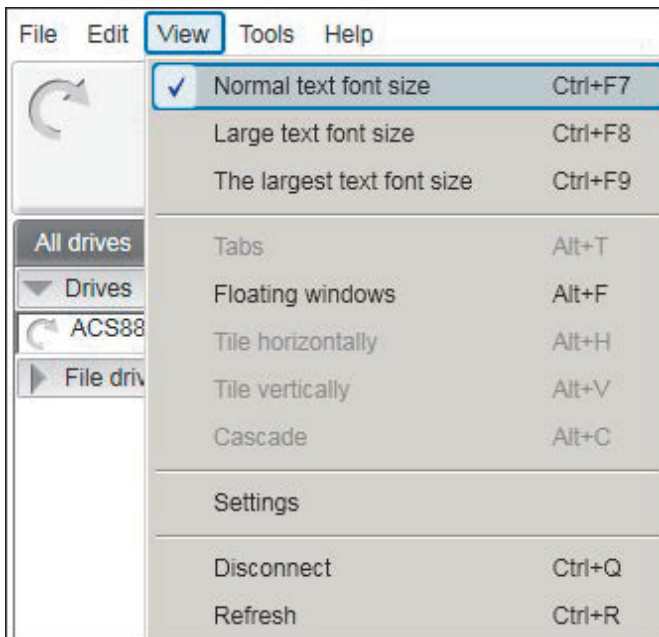 File Edit View Tools Help
Normal text font size Ctrl+F7
Large text font size Ctrl+F8
The largest text font size Ctrl+F9
All drives
Tabs Alt+T
Drives
Floating windows Alt+F
ACS88
Tile horizontally Alt+H
File driv
Tile vertically Alt+V
Cascade Alt+C
Settings
Disconnect Ctrl+Q
Refresh Ctrl+R